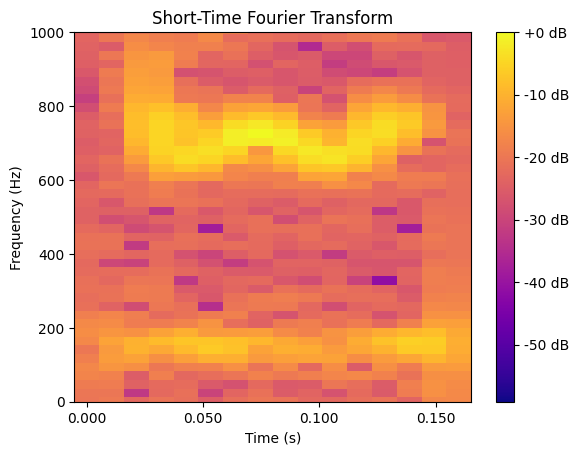 Short-Time Fourier Transform
Frequency (Hz)
1000
800
600
400
200
0
0.000
0.050
0.100
0.150
Time (s)
+0 dB
-10 dB
-20 dB
-30 dB
-40 dB
-50 dB